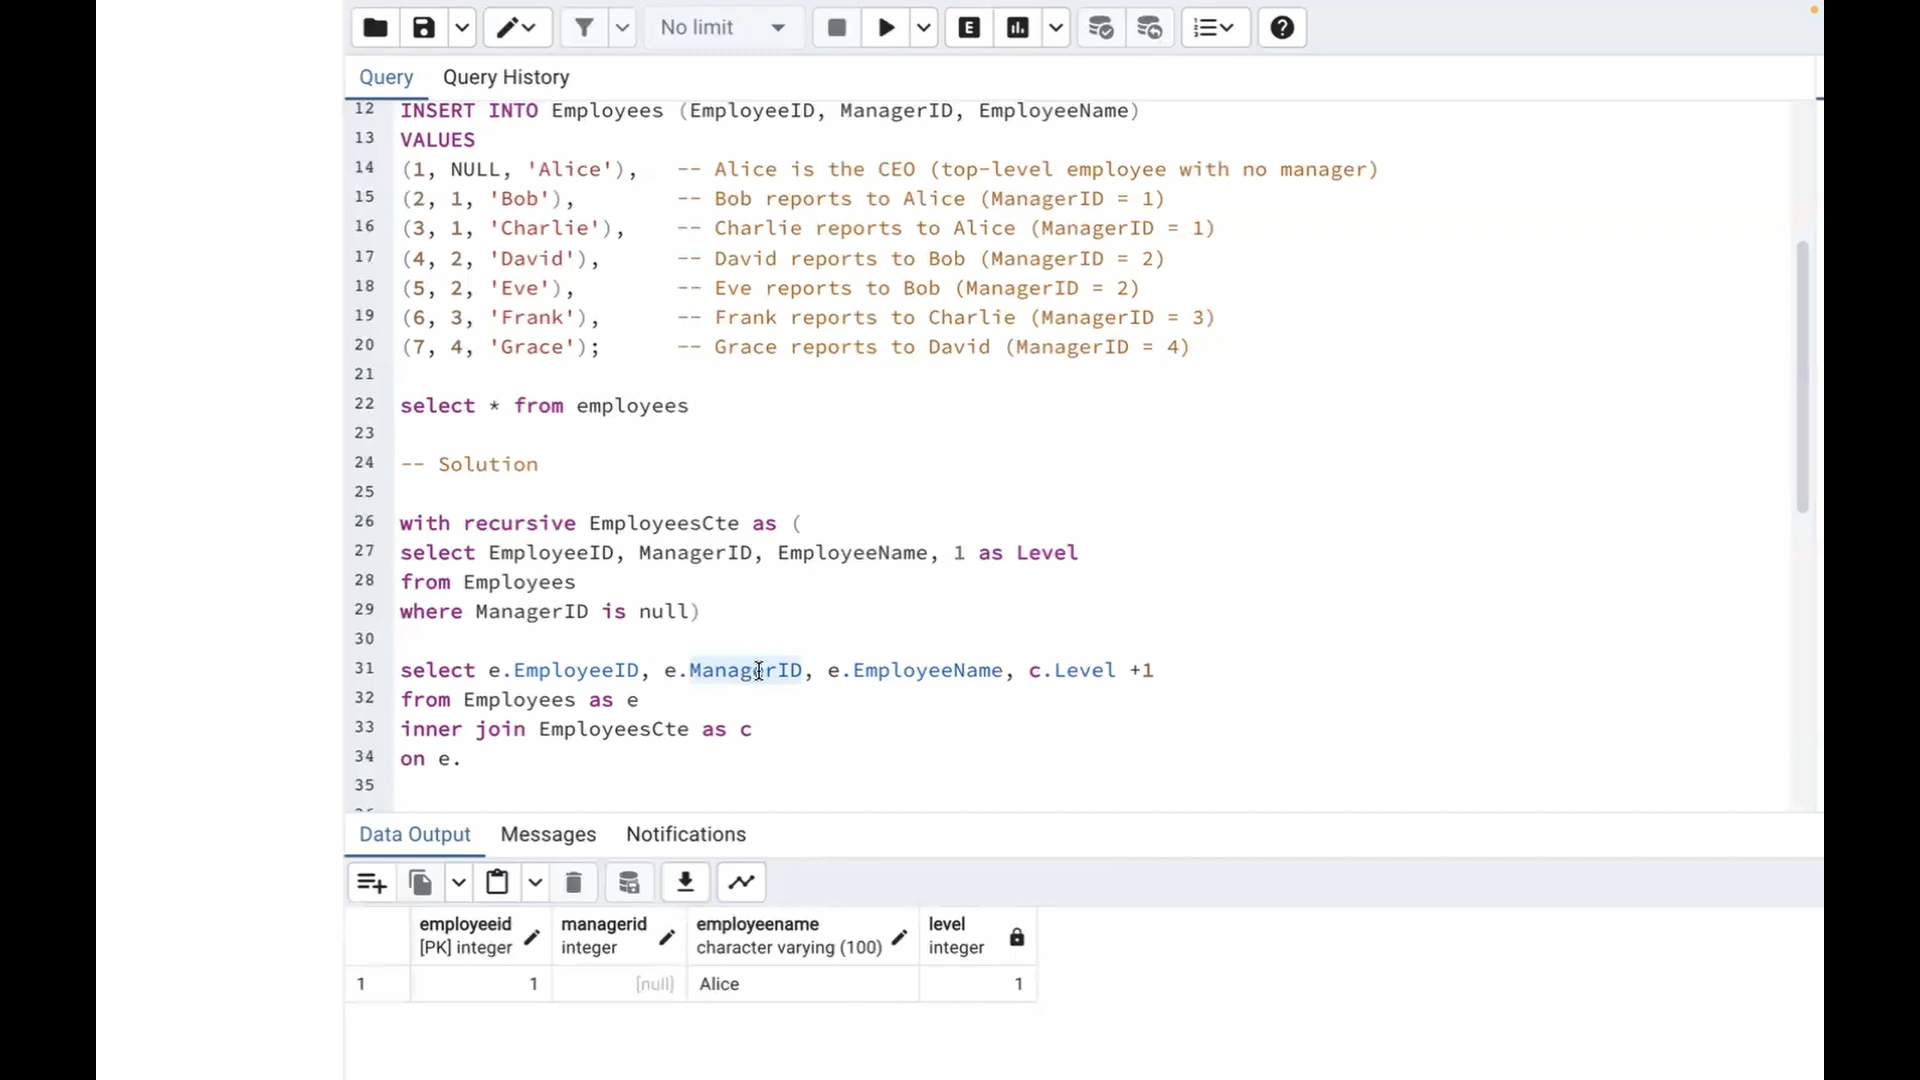 No limit
Query Query History
12 INSERT INTO Employees (EmployeeID, ManagerID, EmployeeName)
13 VALUES
14 (1, NULL, 'Alice'), -- Alice is the CEO (top-level employee with no manager)
15 (2, 1, 'Bob'), -- Bob reports to Alice (ManagerID = 1)
16 (3, 1, 'Charlie'), -- Charlie reports to Alice (ManagerID = 1)
17 (4, 2, 'David'), -- David reports to Bob (ManagerID = 2)
18 (5, 2, 'Eve'), -- Eve reports to Bob (ManagerID = 2)
19 (6, 3, 'Frank'), -- Frank reports to Charlie (ManagerID = 3)
20 (7, 4, 'Grace'); -- Grace reports to David (ManagerID = 4)
21
22 select * from employees
23
24 -- Solution
25
26 with recursive EmployeesCte as (
27 select EmployeeID, ManagerID, EmployeeName, 1 as Level
28 from Employees
29 where ManagerID is null)
30
31 select e.EmployeeID, e.ManagerID, e.EmployeeName, c.Level +1
32 from Employees as e
33 inner join EmployeesCte as c
34 on e.
35
Data Output Messages Notifications
employeeid managerid employeename level
[PK] integer integer character varying (100) integer
1 1 [null] Alice 1